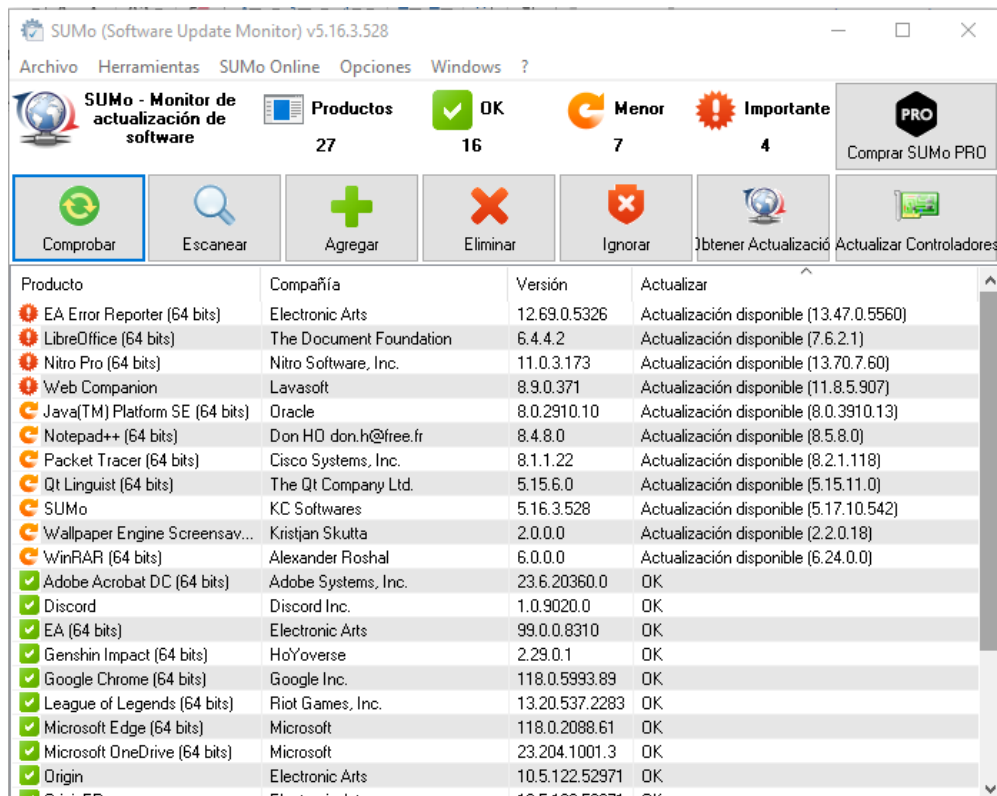 SUMo (Software Update Monitor) v5.16.3.528
Archivo Herramientas SUMo Online Opciones Windows ?
SUMo - Monitor de actualización de software
Productos
27
OK
16
Menor
7
Importante
4
PRO
Comprar SUMo PRO
Comprobar
Escanear
Agregar
Eliminar
Ignorar
Obtener Actualizació
Actualizar Controladores
Producto Compañía Versión Actualizar
EA Error Reporter (64 bits) Electronic Arts 12.69.0.5326 Actualización disponible (13.47.0.5560)
LibreOffice (64 bits) The Document Foundation 6.4.4.2 Actualización disponible (7.6.2.1)
Nitro Pro (64 bits) Nitro Software, Inc. 11.0.3.173 Actualización disponible (13.70.7.60)
Web Companion Lavasoft 8.9.0.371 Actualización disponible (11.8.5.907)
Java(TM) Platform SE (64 bits) Oracle 8.0.2910.10 Actualización disponible (8.0.3910.13)
Notepad++ (64 bits) Don HO don.h@free.fr 8.4.8.0 Actualización disponible (8.5.8.0)
Packet Tracer (64 bits) Cisco Systems, Inc. 8.1.1.22 Actualización disponible (8.2.1.118)
Qt Linguist (64 bits) The Qt Company Ltd. 5.15.6.0 Actualización disponible (5.15.11.0)
SUMo KC Softwares 5.16.3.528 Actualización disponible (5.17.10.542)
Wallpaper Engine Screensav... Kristjan Skutta 2.0.0.0 Actualización disponible (2.2.0.18)
WinRAR (64 bits) Alexander Roshal 6.0.0.0 Actualización disponible (6.24.0.0)
Adobe Acrobat DC (64 bits) Adobe Systems, Inc. 23.6.20360.0 OK
Discord Discord Inc. 1.0.9020.0 OK
EA (64 bits) Electronic Arts 99.0.0.8310 OK
Genshin Impact (64 bits) HoYoverse 2.29.0.1 OK
Google Chrome (64 bits) Google Inc. 118.0.5993.89 OK
League of Legends (64 bits) Riot Games, Inc. 13.20.537.2283 OK
Microsoft Edge (64 bits) Microsoft 118.0.2088.61 OK
Microsoft OneDrive (64 bits) Microsoft 23.204.1001.3 OK
Origin Electronic Arts 10.5.122.52971 OK